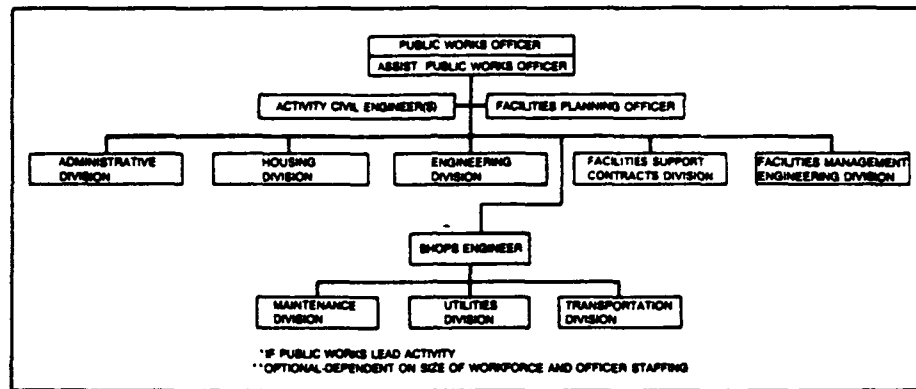 PUBLIC WORKS OFFICER
ASSIST PUBLIC WORKS OFFICER
ACTIVITY CIVIL ENGINEER(S)
FACILITIES PLANNING OFFICER
ADMINISTRATIVE
DIVISION
HOUSING
DIVISION
ENGINEERING
DIVISION
FACILITIES SUPPORT
CONTRACTS DIVISION
FACILITIES MANAGEMENT
ENGINEERING DIVISION
SHOPS ENGINEER
MAINTENANCE
DIVISION
UTILITIES
DIVISION
TRANSPORTATION
DIVISION
*IF PUBLIC WORKS LEAD ACTIVITY
**OPTIONAL-DEPENDENT ON SIZE OF WORKFORCE AND OFFICER STAFFING